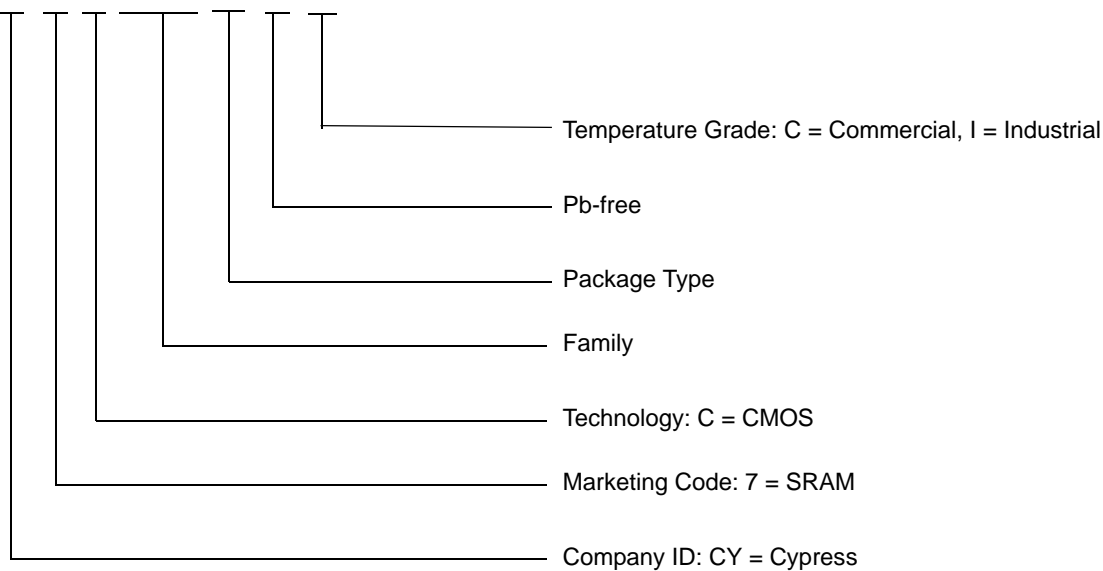 Temperature Grade: C = Commercial, I = Industrial
Pb-free
Package Type
Family
Technology: C = CMOS
Marketing Code: 7 = SRAM
Company ID: CY = Cypress